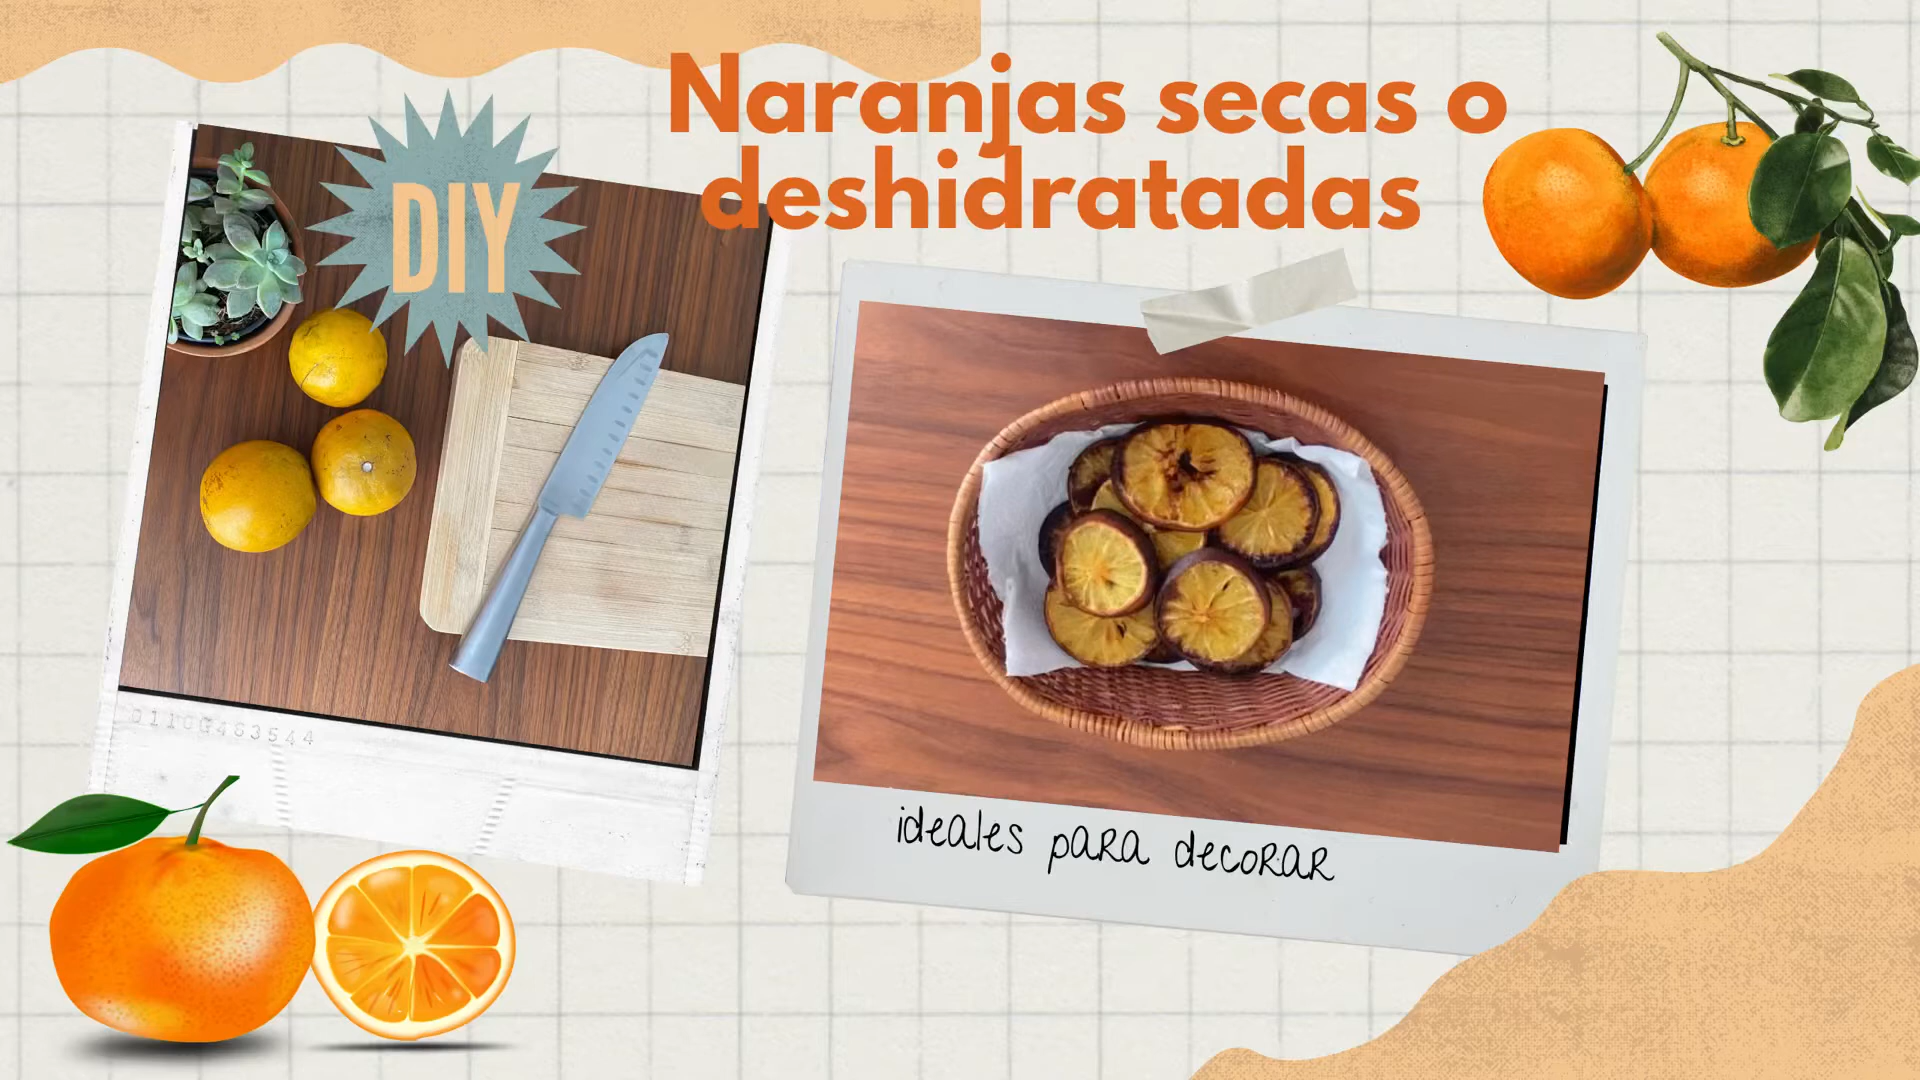 Naranjas secas o
deshidratadas
DIY
ideales para decorar